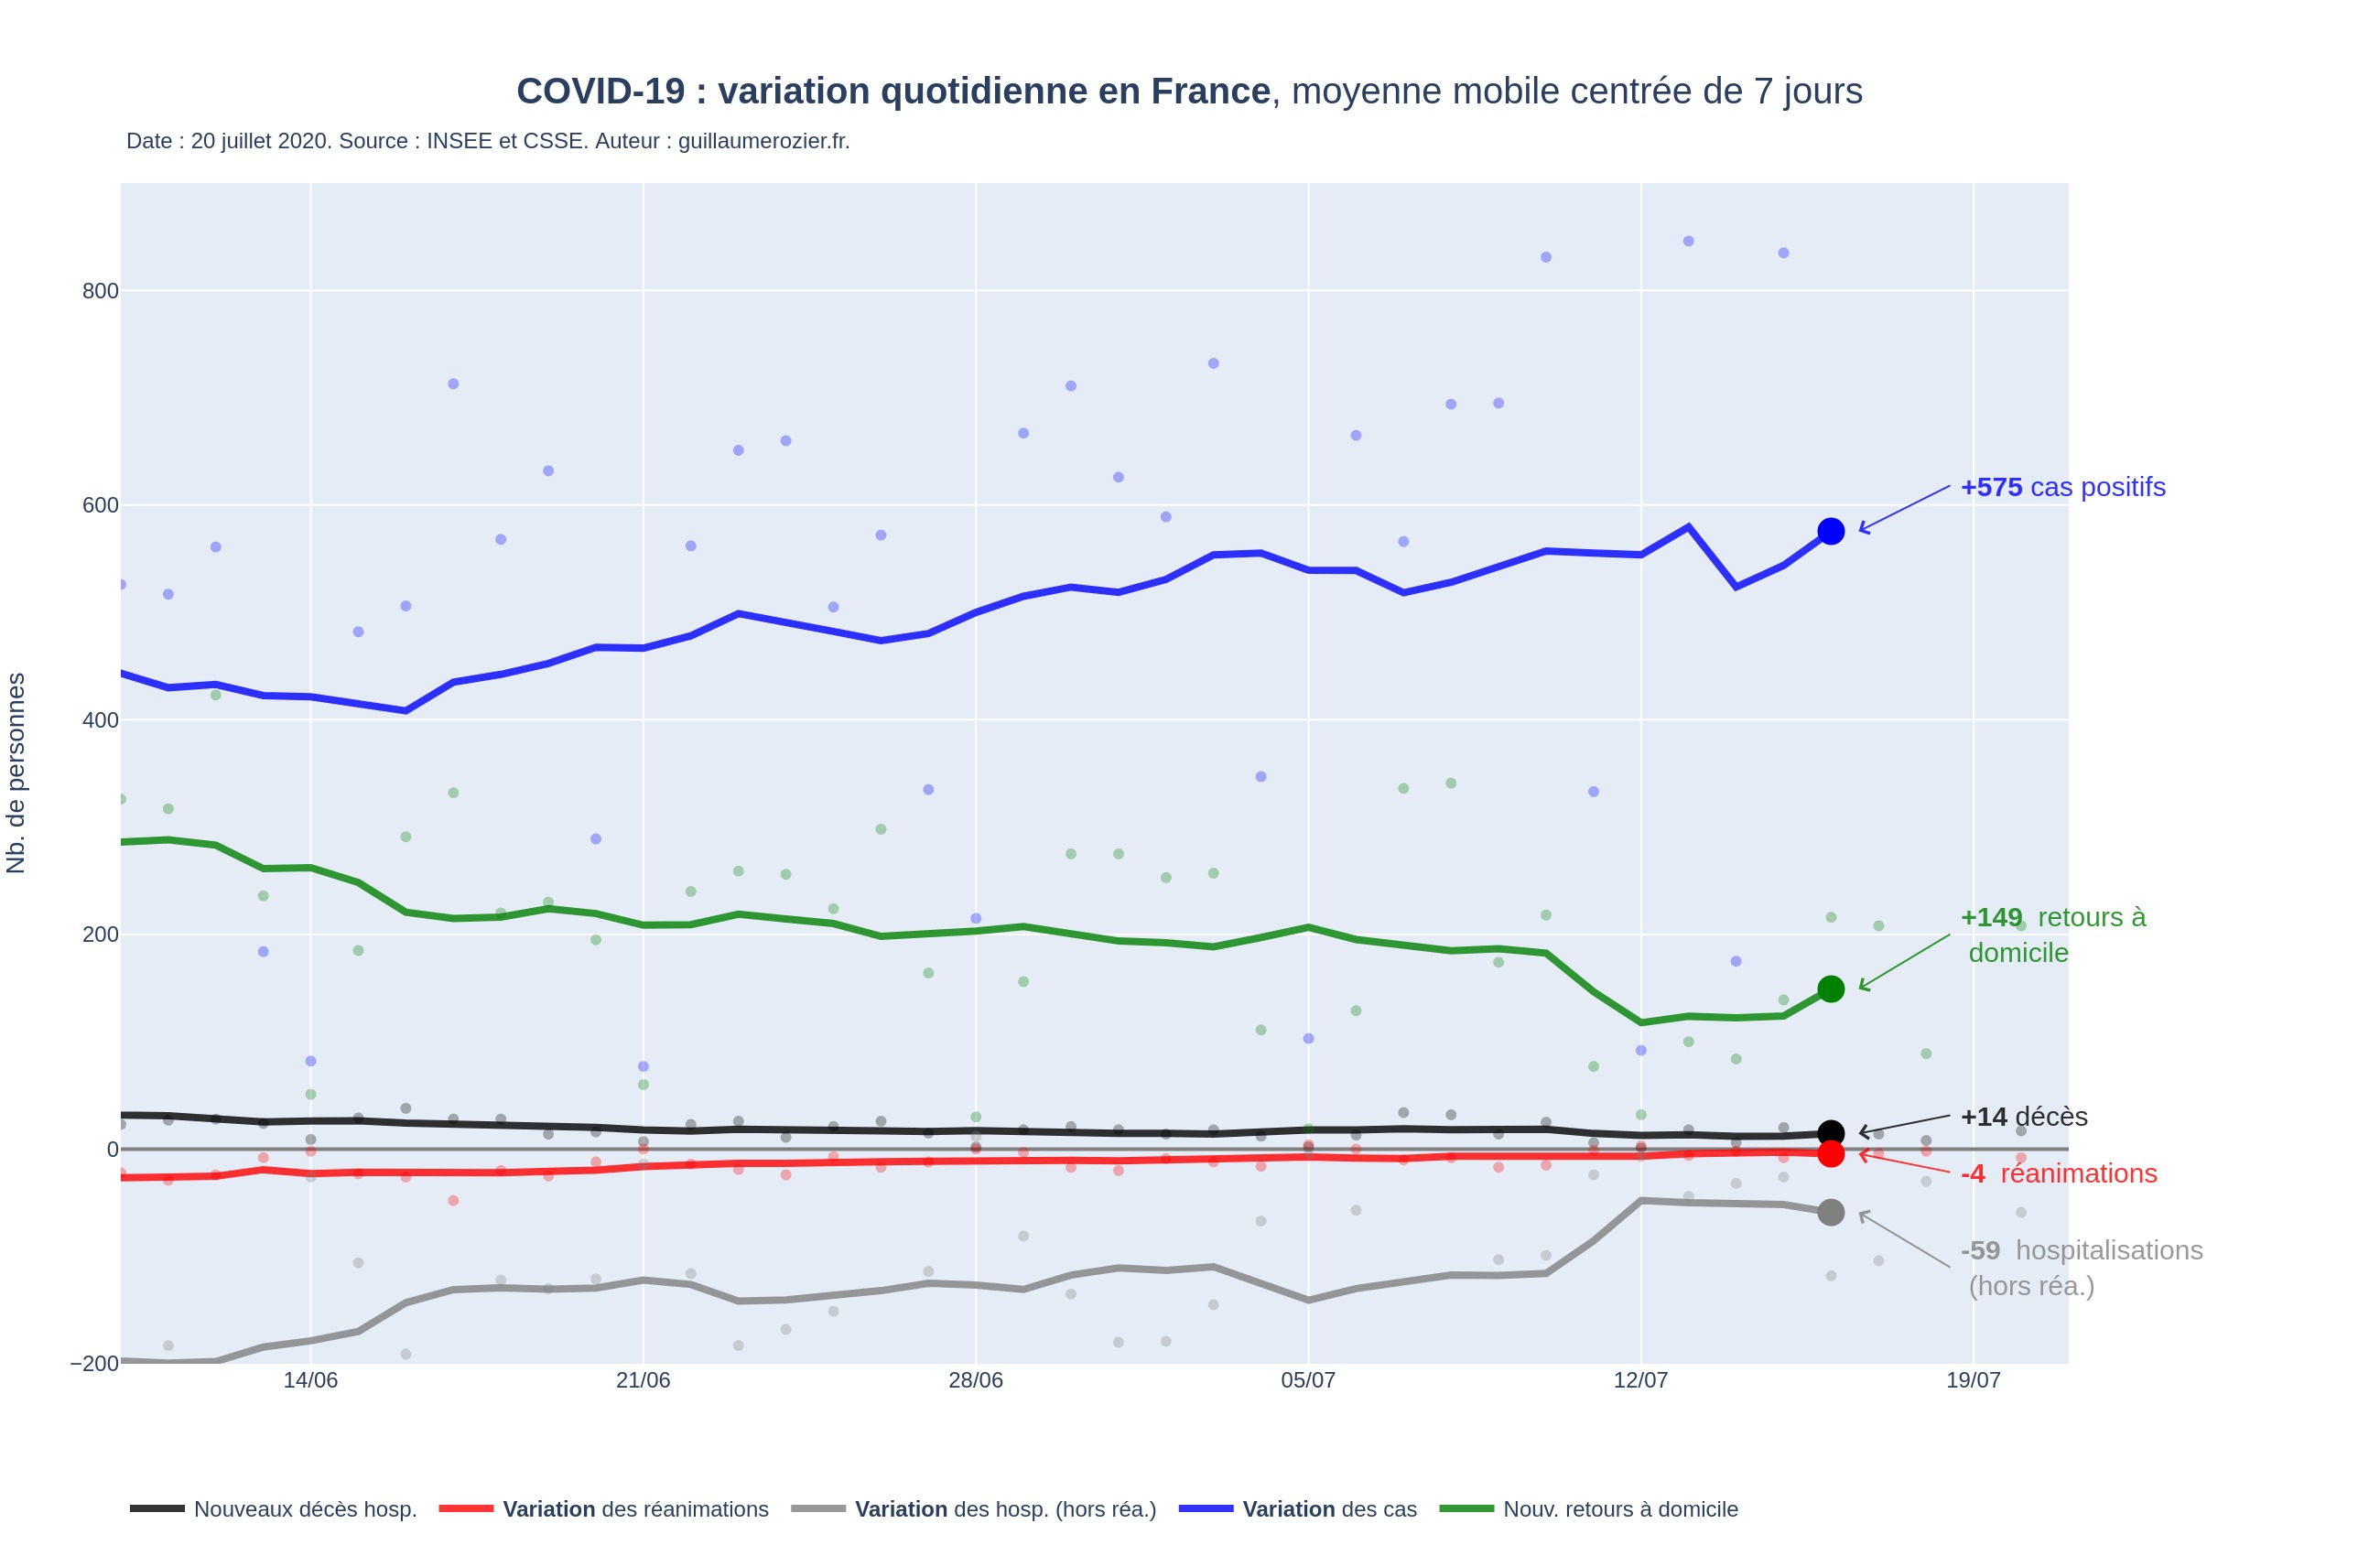 COVID-19 : variation quotidienne en France, moyenne mobile centrée de 7 jours
Date : 20 juillet 2020. Source : INSEE et CSSE. Auteur : guillaumerozier.fr.
Nb. de personnes
800
600
400
200
0
−200
+575 cas positifs
+149 retours à
domicile
+14 décès
-4 réanimations
-59 hospitalisations
(hors réa.)
14/06
21/06
28/06
05/07
12/07
19/07
Nouveaux décès hosp.
Variation des réanimations
Variation des hosp. (hors réa.)
Variation des cas
Nouv. retours à domicile